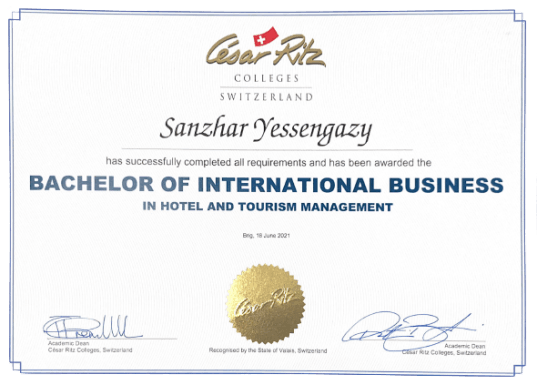 César Ritz
COLLEGES
SWITZERLAND
Sanzhar Yessengazy
has successfully completed all requirements and has been awarded the
BACHELOR OF INTERNATIONAL BUSINESS
IN HOTEL AND TOURISM MANAGEMENT
Brig, 18 June 2021
César Ritz
Academic Dean
César Ritz Colleges, Switzerland
Recognised by the State of Valais, Switzerland
Academic Dean
César Ritz Colleges, Switzerland